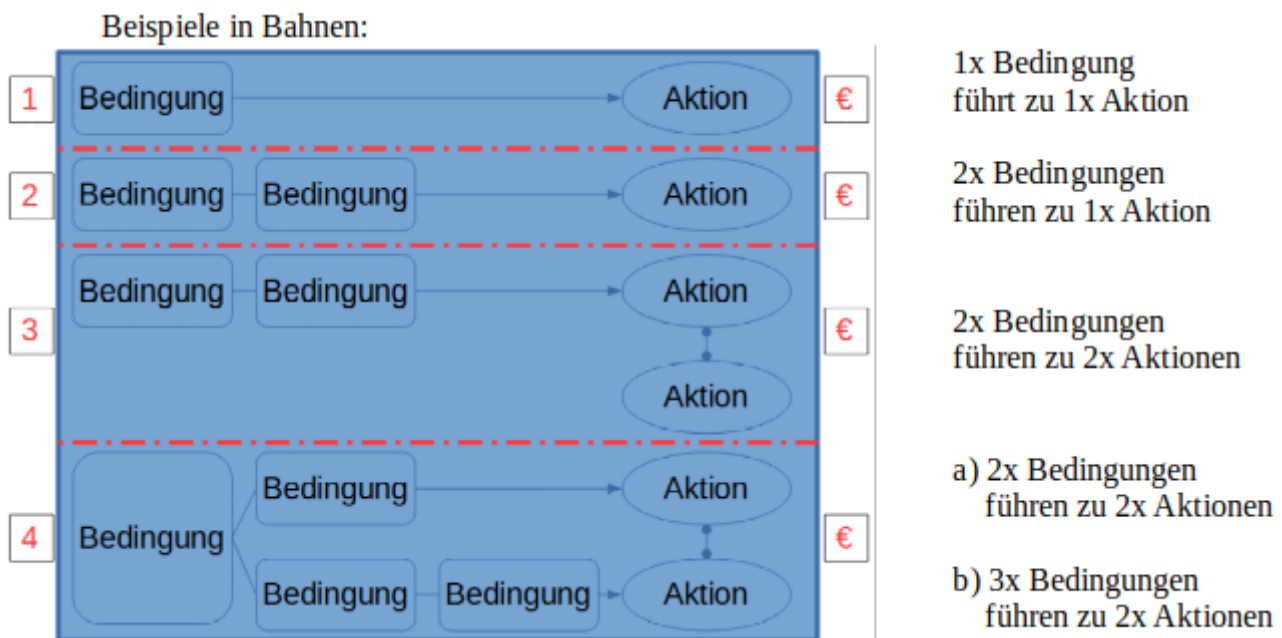 Beispiele in Bahnen:
1 Bedingung Aktion €
1x Bedingung
führt zu 1x Aktion
2 Bedingung Bedingung Aktion €
2x Bedingungen
führen zu 1x Aktion
Bedingung Bedingung Aktion
3 €
Aktion
2x Bedingungen
führen zu 2x Aktionen
Bedingung Aktion
4 Bedingung €
Bedingung Bedingung Aktion
a) 2x Bedingungen
führen zu 2x Aktionen
b) 3x Bedingungen
führen zu 2x Aktionen